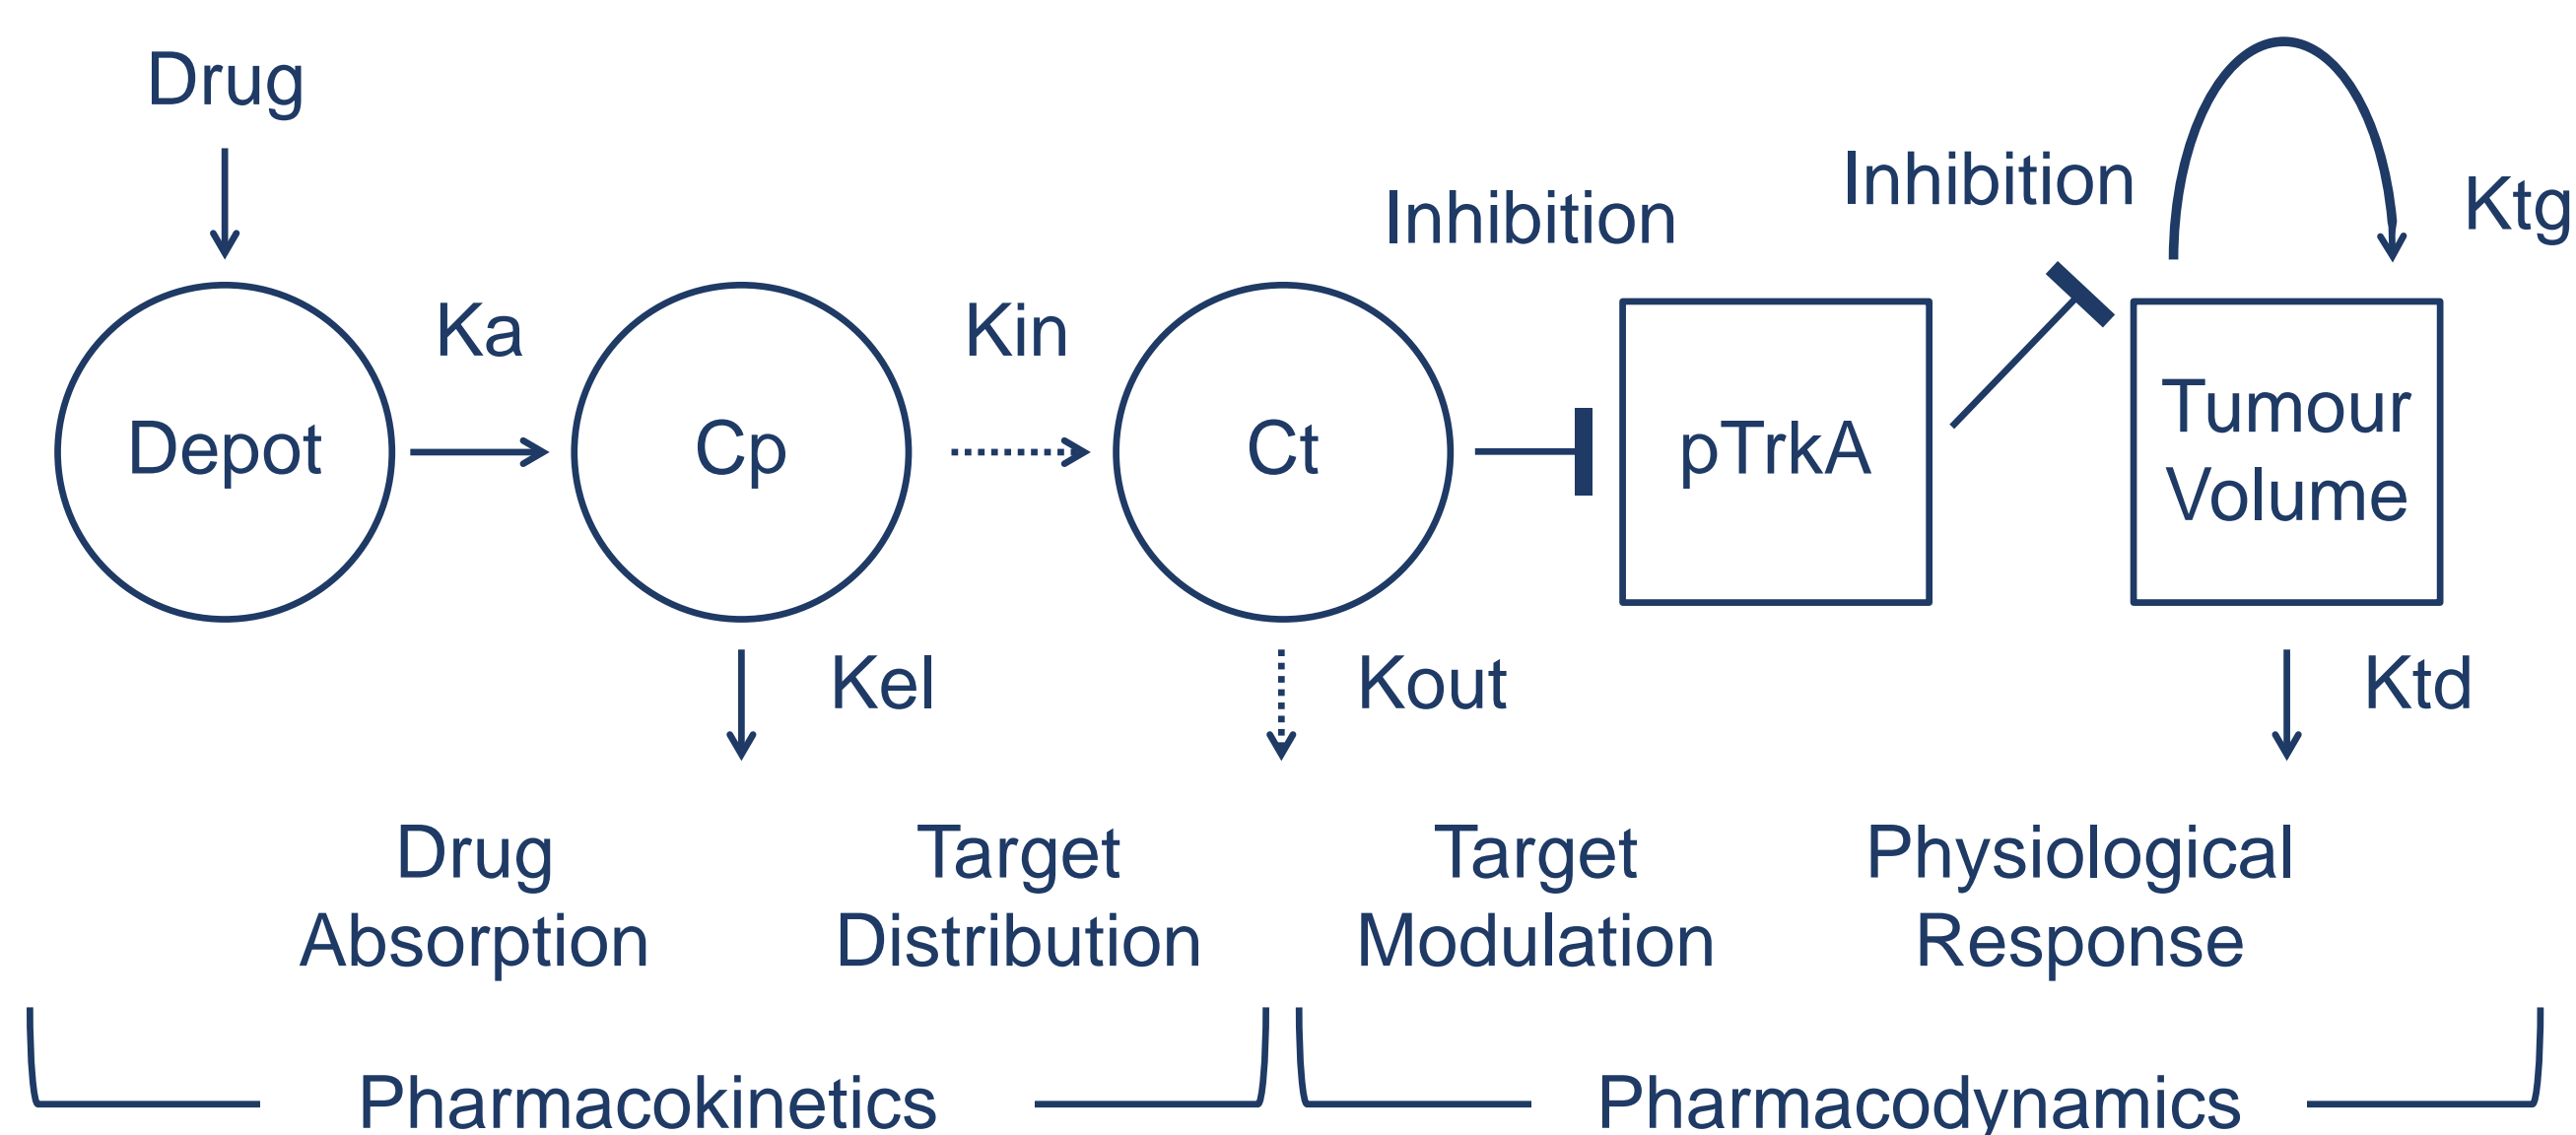 Drug
Inhibition
Inhibition
Ktg
Ka
Kin
Depot
Cp
Ct
pTrkA
Tumour
Volume
Kel
Kout
Ktd
Drug
Absorption
Target
Distribution
Target
Modulation
Physiological
Response
Pharmacokinetics
Pharmacodynamics